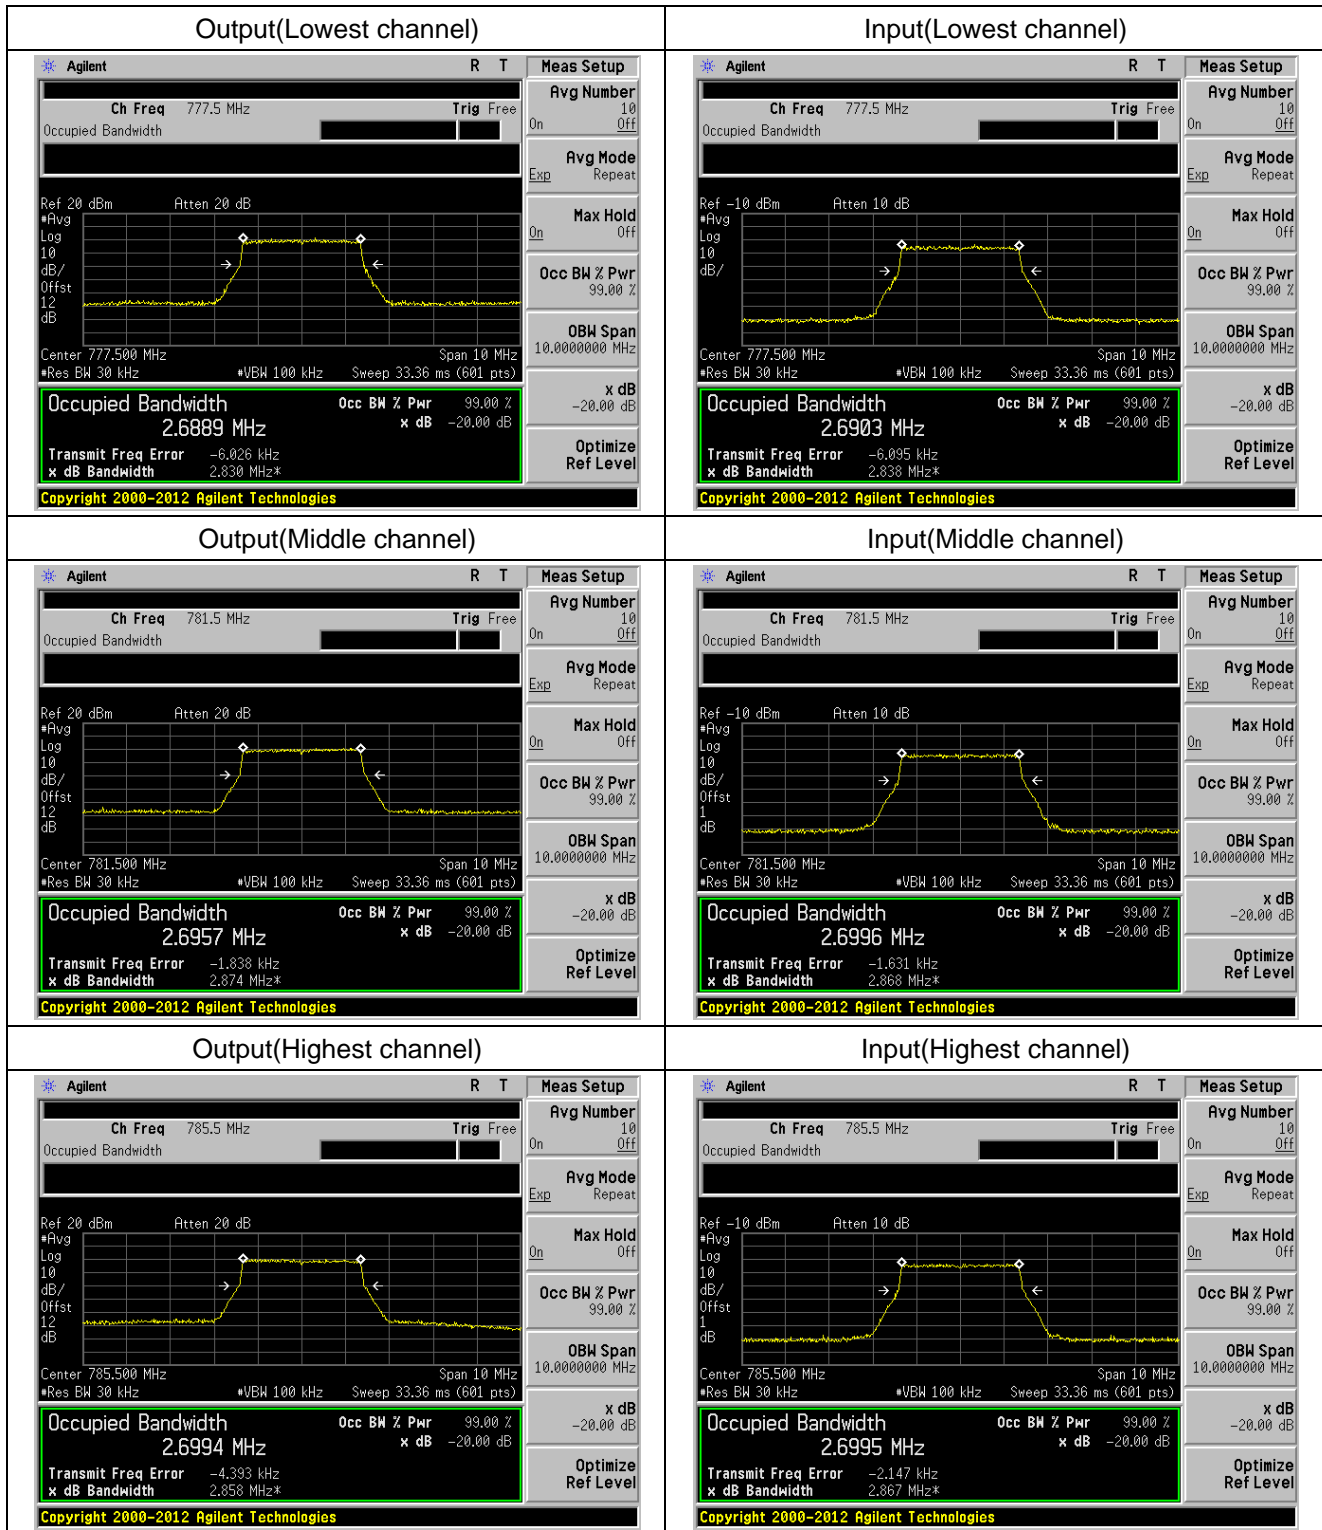 Output(Lowest channel)
Agilent R T Meas Setup
Ch Freq 777.5 MHz Trig Free
Occupied Bandwidth
Avg Number
10
On Off
Avg Mode
Exp Repeat
Max Hold
On Off
Occ BW % Pwr
99.00 %
OBW Span
10.0000000 MHz
x dB
-20.00 dB
Optimize
Ref Level
Ref 20 dBm Atten 20 dB
#Avg
Log
10
dB/
Offst
12
dB
Center 777.500 MHz Span 10 MHz
#Res BW 30 kHz #VBW 100 kHz Sweep 33.36 ms (601 pts)
Occupied Bandwidth Occ BW % Pwr 99.00 %
2.6889 MHz x dB -20.00 dB
Transmit Freq Error -6.026 kHz
x dB Bandwidth 2.830 MHz*
Copyright 2000-2012 Agilent Technologies
Input(Lowest channel)
Agilent R T Meas Setup
Ch Freq 777.5 MHz Trig Free
Occupied Bandwidth
Avg Number
10
On Off
Avg Mode
Exp Repeat
Max Hold
On Off
Occ BW % Pwr
99.00 %
OBW Span
10.0000000 MHz
x dB
-20.00 dB
Optimize
Ref Level
Ref -10 dBm Atten 10 dB
#Avg
Log
10
dB/
Center 777.500 MHz Span 10 MHz
#Res BW 30 kHz #VBW 100 kHz Sweep 33.36 ms (601 pts)
Occupied Bandwidth Occ BW % Pwr 99.00 %
2.6903 MHz x dB -20.00 dB
Transmit Freq Error -6.095 kHz
x dB Bandwidth 2.838 MHz*
Copyright 2000-2012 Agilent Technologies
Output(Middle channel)
Agilent R T Meas Setup
Ch Freq 781.5 MHz Trig Free
Occupied Bandwidth
Avg Number
10
On Off
Avg Mode
Exp Repeat
Max Hold
On Off
Occ BW % Pwr
99.00 %
OBW Span
10.0000000 MHz
x dB
-20.00 dB
Optimize
Ref Level
Ref 20 dBm Atten 20 dB
#Avg
Log
10
dB/
Offst
12
dB
Center 781.500 MHz Span 10 MHz
#Res BW 30 kHz #VBW 100 kHz Sweep 33.36 ms (601 pts)
Occupied Bandwidth Occ BW % Pwr 99.00 %
2.6957 MHz x dB -20.00 dB
Transmit Freq Error -1.838 kHz
x dB Bandwidth 2.874 MHz*
Copyright 2000-2012 Agilent Technologies
Input(Middle channel)
Agilent R T Meas Setup
Ch Freq 781.5 MHz Trig Free
Occupied Bandwidth
Avg Number
10
On Off
Avg Mode
Exp Repeat
Max Hold
On Off
Occ BW % Pwr
99.00 %
OBW Span
10.0000000 MHz
x dB
-20.00 dB
Optimize
Ref Level
Ref -10 dBm Atten 10 dB
#Avg
Log
10
dB/
Offst
1
dB
Center 781.500 MHz Span 10 MHz
#Res BW 30 kHz #VBW 100 kHz Sweep 33.36 ms (601 pts)
Occupied Bandwidth Occ BW % Pwr 99.00 %
2.6996 MHz x dB -20.00 dB
Transmit Freq Error -1.631 kHz
x dB Bandwidth 2.868 MHz*
Copyright 2000-2012 Agilent Technologies
Output(Highest channel)
Agilent R T Meas Setup
Ch Freq 785.5 MHz Trig Free
Occupied Bandwidth
Avg Number
10
On Off
Avg Mode
Exp Repeat
Max Hold
On Off
Occ BW % Pwr
99.00 %
OBW Span
10.0000000 MHz
x dB
-20.00 dB
Optimize
Ref Level
Ref 20 dBm Atten 20 dB
#Avg
Log
10
dB/
Offst
12
dB
Center 785.500 MHz Span 10 MHz
#Res BW 30 kHz #VBW 100 kHz Sweep 33.36 ms (601 pts)
Occupied Bandwidth Occ BW % Pwr 99.00 %
2.6994 MHz x dB -20.00 dB
Transmit Freq Error -4.393 kHz
x dB Bandwidth 2.858 MHz*
Copyright 2000-2012 Agilent Technologies
Input(Highest channel)
Agilent R T Meas Setup
Ch Freq 785.5 MHz Trig Free
Occupied Bandwidth
Avg Number
10
On Off
Avg Mode
Exp Repeat
Max Hold
On Off
Occ BW % Pwr
99.00 %
OBW Span
10.0000000 MHz
x dB
-20.00 dB
Optimize
Ref Level
Ref -10 dBm Atten 10 dB
#Avg
Log
10
dB/
Offst
1
dB
Center 785.500 MHz Span 10 MHz
#Res BW 30 kHz #VBW 100 kHz Sweep 33.36 ms (601 pts)
Occupied Bandwidth Occ BW % Pwr 99.00 %
2.6995 MHz x dB -20.00 dB
Transmit Freq Error -2.147 kHz
x dB Bandwidth 2.867 MHz*
Copyright 2000-2012 Agilent Technologies